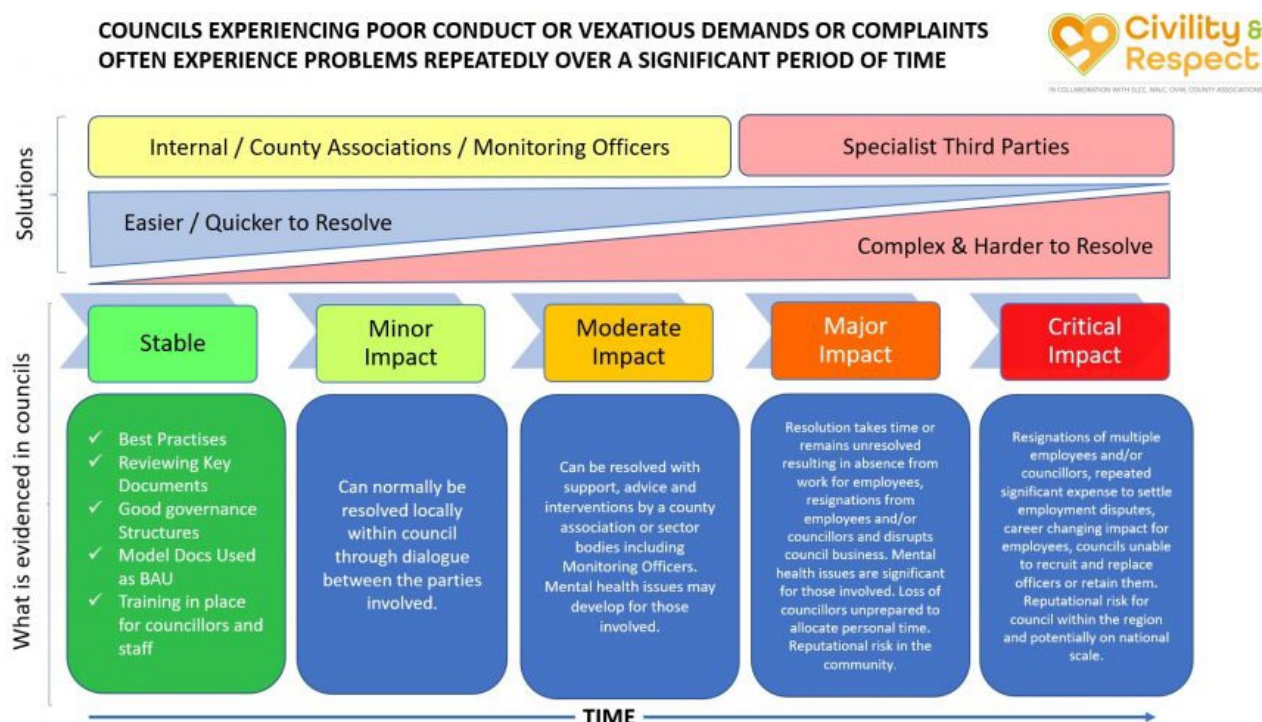 COUNCILS EXPERIENCING POOR CONDUCT OR VEXATIOUS DEMANDS OR COMPLAINTS
OFTEN EXPERIENCE PROBLEMS REPEATEDLY OVER A SIGNIFICANT PERIOD OF TIME
Civility &
Respect
IN COLLABORATION WITH SLCC, NALC, OVW, COUNTY ASSOCIATIONS
Solutions
Internal / County Associations / Monitoring Officers
Specialist Third Parties
Easier / Quicker to Resolve
Complex & Harder to Resolve
What is evidenced in councils
Stable
✓ Best Practises
✓ Reviewing Key
Documents
✓ Good governance
Structures
✓ Model Docs Used
as BAU
✓ Training in place
for councillors and
staff
Minor
Impact
Can normally be
resolved locally
within council
through dialogue
between the parties
involved.
Moderate
Impact
Can be resolved with
support, advice and
interventions by a county
association or sector
bodies including
Monitoring Officers.
Mental health issues may
develop for those
involved.
Major
Impact
Resolution takes time or
remains unresolved
resulting in absence from
work for employees,
resignations from
employees and/or
councillors and disrupts
council business. Mental
health issues are significant
for those involved. Loss of
councillors unprepared to
allocate personal time.
Reputational risk in the
community.
Critical
Impact
Resignations of multiple
employees and/or
councillors, repeated
significant expense to settle
employment disputes,
career changing impact for
employees, councils unable
to recruit and replace
officers or retain them.
Reputational risk for
council within the region
and potentially on national
scale.
TIME